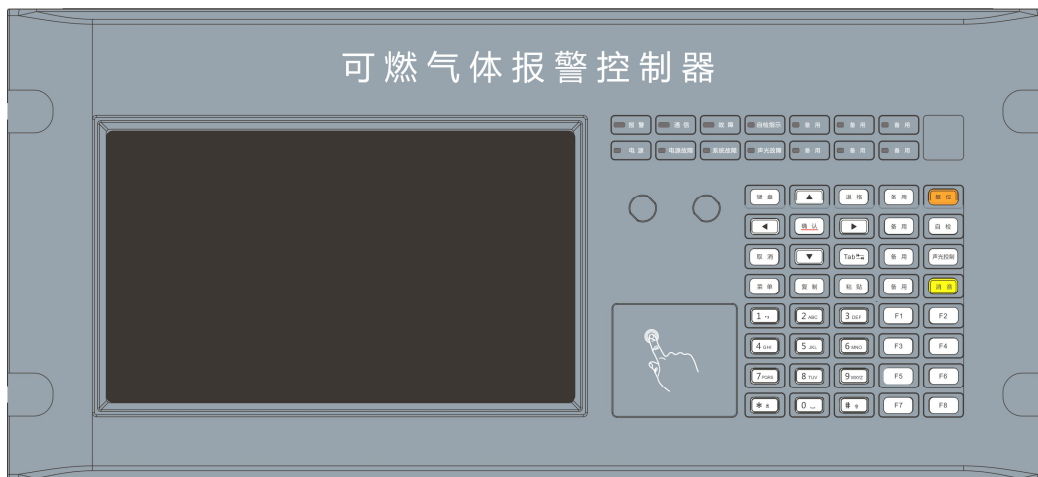 可燃气体报警控制器
报警 通信 故障 自检指示 备用 备用 备用
电源 电源故障 系统故障 声光故障 备用 备用 备用
键盘 ▲ 退格 备用 复位
◀ 确认 ▶ 备用 自检
取消 ▼ Tab 备用 声光控制
菜单 复制 粘贴 备用 消音
1 2 ABC 3 DEF F1 F2
4 GHI 5 JKL 6 MNO F3 F4
7 PQRS 8 TUV 9 WXYZ F5 F6
* 0 # F7 F8